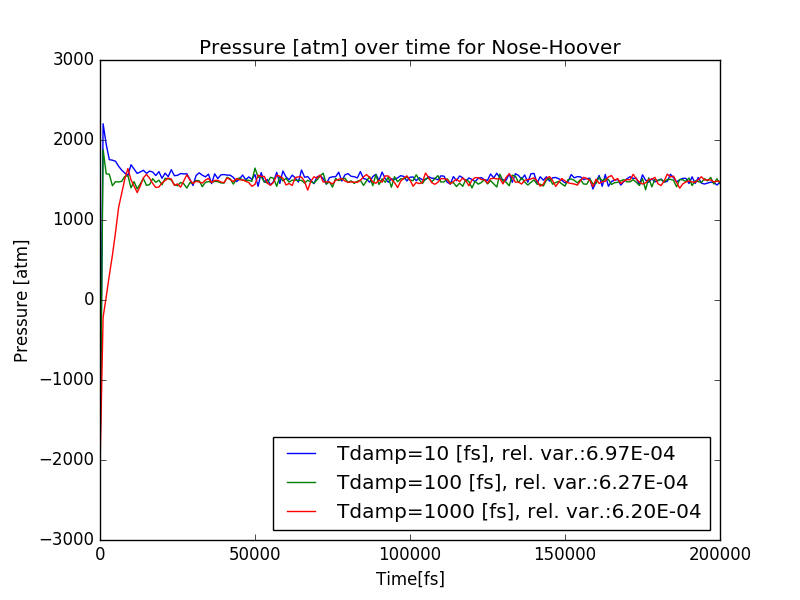 Pressure [atm] over time for Nose-Hoover
3000
2000
1000
0
−1000
−2000
−3000
Pressure [atm]
Tdamp=10 [fs], rel. var.:6.97E-04
Tdamp=100 [fs], rel. var.:6.27E-04
Tdamp=1000 [fs], rel. var.:6.20E-04
0 50000 100000 150000 200000
Time[fs]